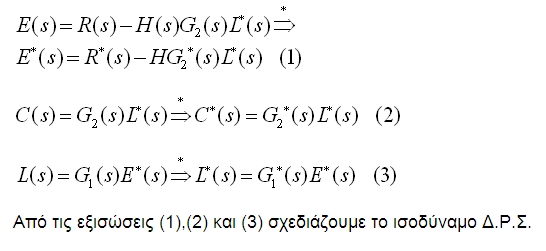 E(s) = R(s) − H(s)G₂(s)L*(s) ⇒*
E*(s) = R*(s) − HG₂*(s)L*(s) (1)
C(s) = G₂(s)L*(s) ⇒* C*(s) = G₂*(s)L*(s) (2)
L(s) = G₁(s)E*(s) ⇒* L*(s) = G₁*(s)E*(s) (3)
Από τις εξισώσεις (1),(2) και (3) σχεδιάζουμε το ισοδύναμο Δ.Ρ.Σ.